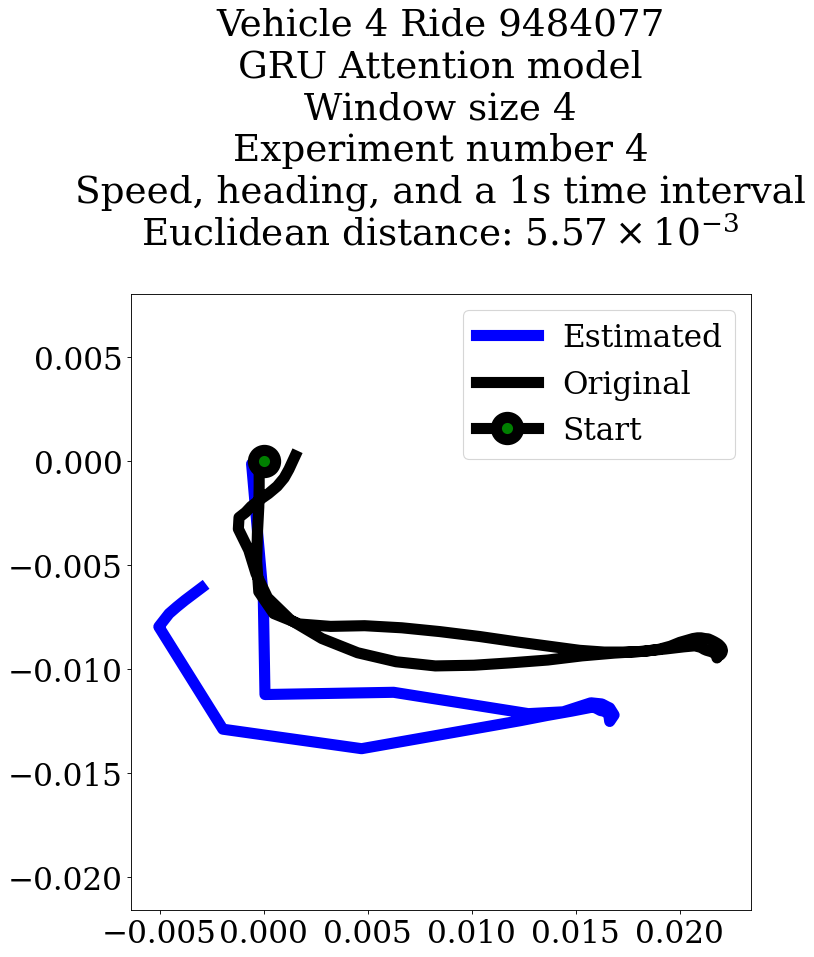 Vehicle 4 Ride 9484077
GRU Attention model
Window size 4
Experiment number 4
Speed, heading, and a 1s time interval
Euclidean distance: 5.57 × 10⁻³
Estimated
Original
Start
0.005
0.000
−0.005
−0.010
−0.015
−0.020
−0.005 0.000 0.005 0.010 0.015 0.020